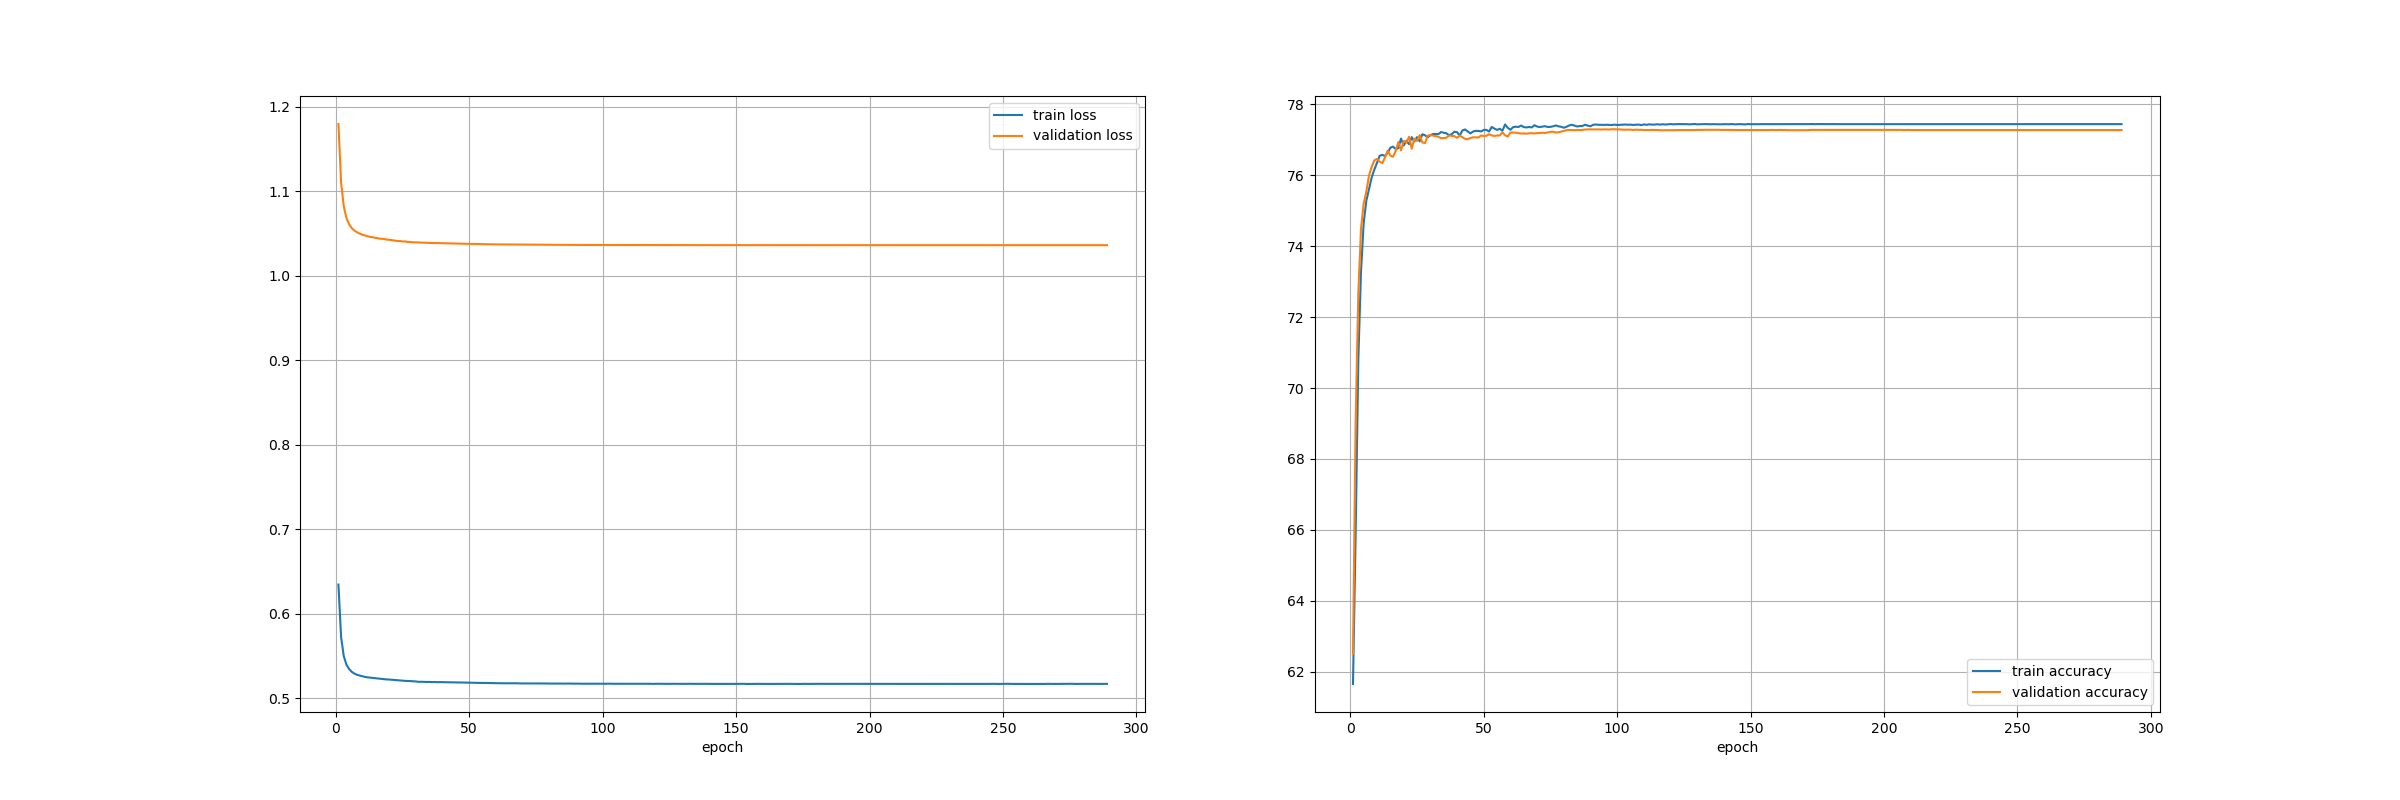 1.2
1.1
1.0
0.9
0.8
0.7
0.6
0.5
0 50 100 150 200 250 300
epoch
train loss
validation loss
78
76
74
72
70
68
66
64
62
0 50 100 150 200 250 300
epoch
train accuracy
validation accuracy